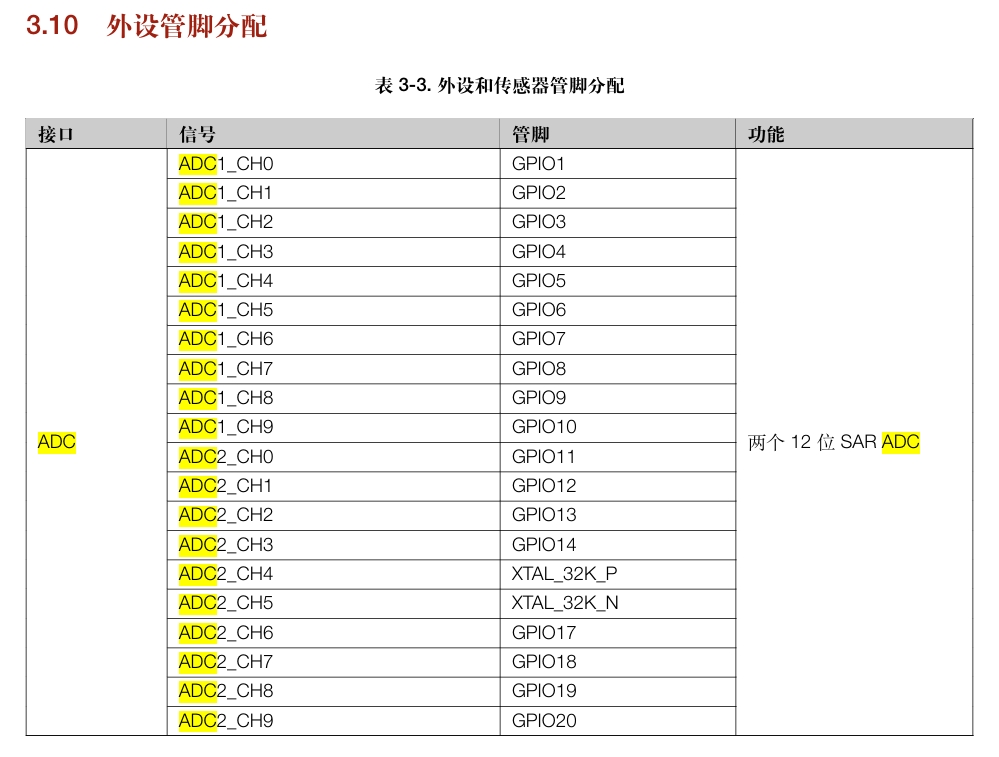 3.10 外设管脚分配
表 3-3. 外设和传感器管脚分配
接口 信号 管脚 功能
ADC1_CH0 GPIO1
ADC1_CH1 GPIO2
ADC1_CH2 GPIO3
ADC1_CH3 GPIO4
ADC1_CH4 GPIO5
ADC1_CH5 GPIO6
ADC1_CH6 GPIO7
ADC1_CH7 GPIO8
ADC1_CH8 GPIO9
ADC1_CH9 GPIO10
ADC 两个 12 位 SAR ADC
ADC2_CH0 GPIO11
ADC2_CH1 GPIO12
ADC2_CH2 GPIO13
ADC2_CH3 GPIO14
ADC2_CH4 XTAL_32K_P
ADC2_CH5 XTAL_32K_N
ADC2_CH6 GPIO17
ADC2_CH7 GPIO18
ADC2_CH8 GPIO19
ADC2_CH9 GPIO20